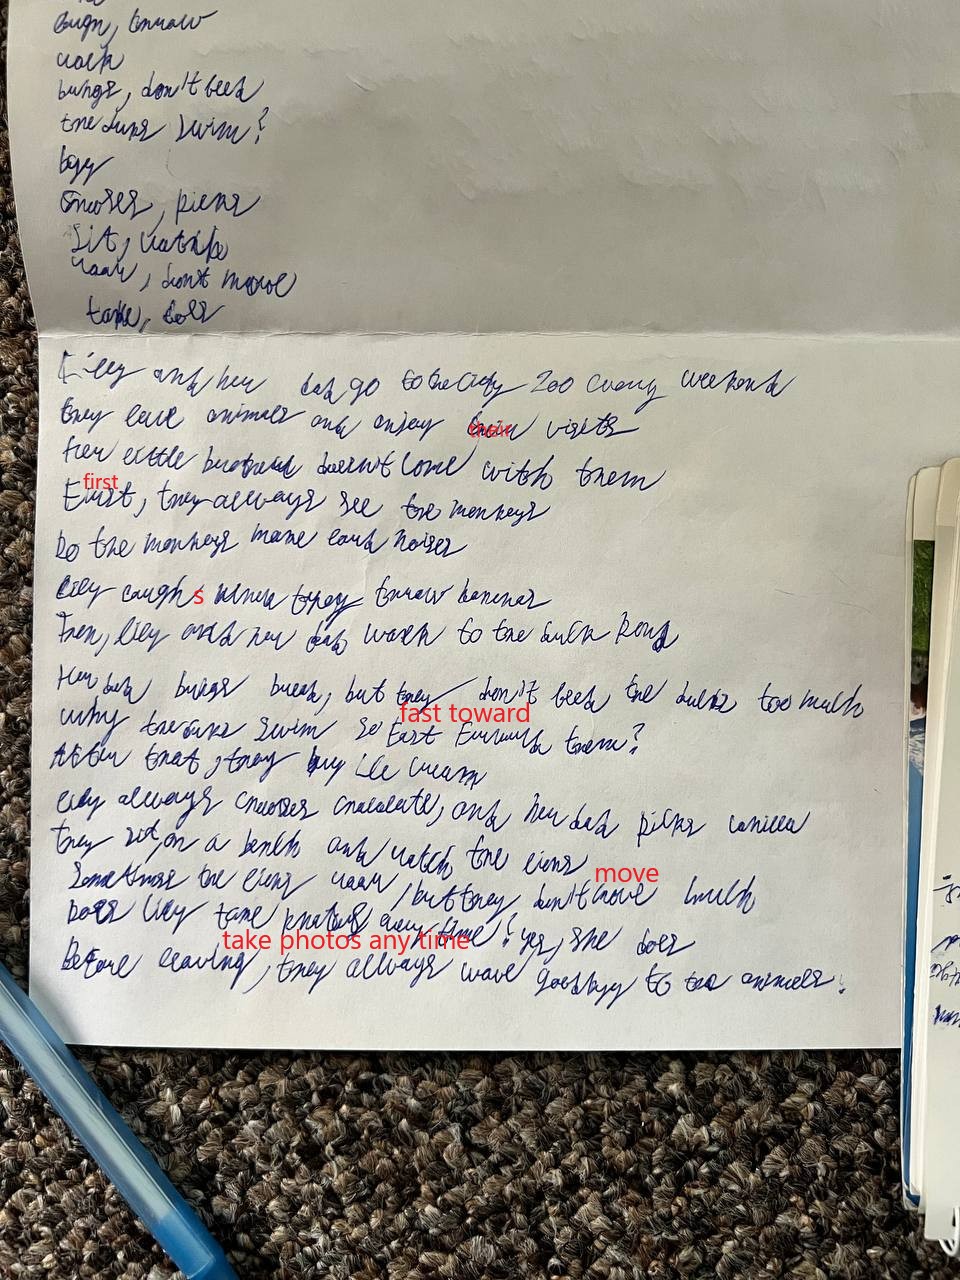 laugh, throw
walk
brings, don't feed
the ducks swim?
buy
chooses, picks
sit, watch
roar, don't move
take, does
Lily and her dad go to the city zoo every weekend
they love animals and enjoy their visits
Her little brother doesn't come with them
first
First, they always see the monkeys
Do the monkeys make loud noises
Lily laughs when they throw bananas
Then, lily and her dad walk to the duck pond
Her dad brings bread, but they don't feed the ducks too much
fast toward
why the ducks swim so fast toward them?
After that, they buy ice cream
Lily always chooses chocolate, and her dad picks vanilla
they sit on a bench and watch the lions
move
Sometimes the lions roar, but they don't move much
Does lily take photos any time? yes, she does
take photos any time
Before leaving, they always wave goodbye to the animals.